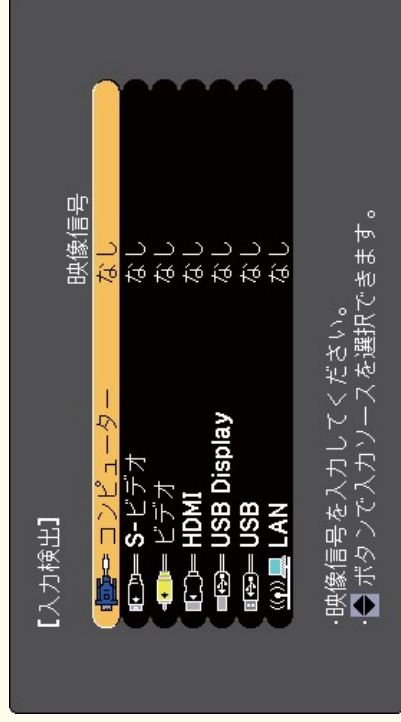 【入力検出】
映像信号
コンピューター なし
S-ビデオ なし
ビデオ なし
HDMI なし
USB Display なし
USB なし
LAN なし
・映像信号を入力してください。
・ボタンで入力ソースを選択できます。